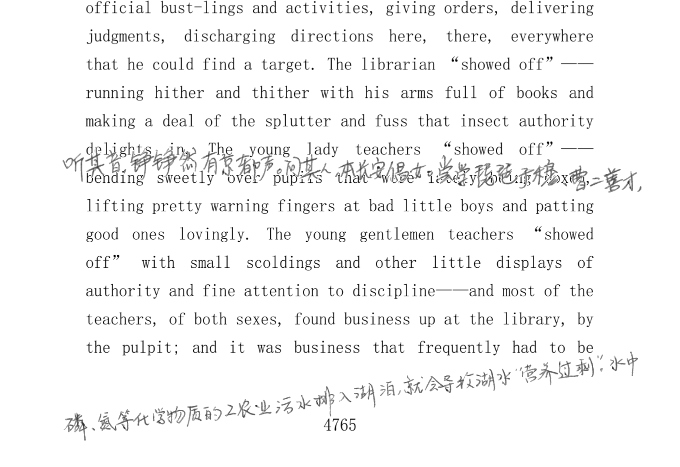 official bust-lings and activities, giving orders, delivering
judgments, discharging directions here, there, everywhere
that he could find a target. The librarian “showed off”——
running hither and thither with his arms full of books and
making a deal of the splutter and fuss that insect authority
delights in. The young lady teachers “showed off”——
听其音,铮铮然有京都声。问其人,本长安倡女。尝学琵琶于穆、曹二善才,
bending sweetly over pupils that were lately being boxed,
lifting pretty warning fingers at bad little boys and patting
good ones lovingly. The young gentlemen teachers “showed
off” with small scoldings and other little displays of
authority and fine attention to discipline——and most of the
teachers, of both sexes, found business up at the library, by
the pulpit; and it was business that frequently had to be
磷、氮等化学物质的工农业污水排入湖泊,就会导致湖水“营养过剩”。水中
4765